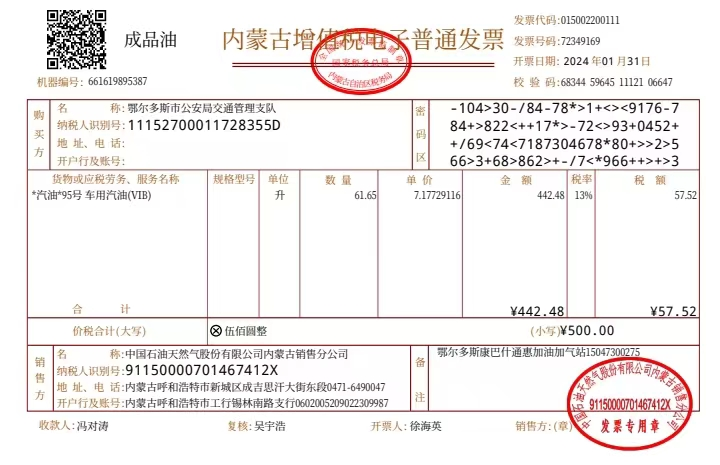 成品油
内蒙古增值税电子普通发票
全国统一发票监制章
国家税务总局
内蒙古自治区税务局
发票代码:015002200111
发票号码:72349169
开票日期: 2024 年01 月31日
校 验 码:68344 59645 11121 06647
机器编号: 661619895387
购买方
名 称:鄂尔多斯市公安局交通管理支队
纳税人识别号:11152700011728355D
地 址、电 话:
开户行及账号:
密码区
-104>30-/84-78*>1+<><9176-7
84+>822<++17*>-72<>93+0452+
+/69<74<7187304678*80+>>2>5
66>3+68>862>+-/7<*966++>+>3
货物或应税劳务、服务名称 规格型号 单位 数 量 单 价 金 额 税率 税 额
*汽油*95号 车用汽油(VIB) 升 61.65 7.17729116 442.48 13% 57.52
合 计 ¥442.48 ¥57.52
价税合计(大写) ⊗伍佰圆整 (小写)¥500.00
销售方
名 称:中国石油天然气股份有限公司内蒙古销售分公司
纳税人识别号:91150000701467412X
地 址、电 话:内蒙古呼和浩特市新城区成吉思汗大街东段0471-6490047
开户行及账号:内蒙古呼和浩特市工行锡林南路支行0602005209022309987
备注
鄂尔多斯康巴什通惠加油加气站15047300275
收款人: 冯对涛 复核: 吴宇浩 开票人: 徐海英 销售方: (章)
中国石油天然气股份有限公司内蒙古销售分公司
91150000701467412X
发票专用章